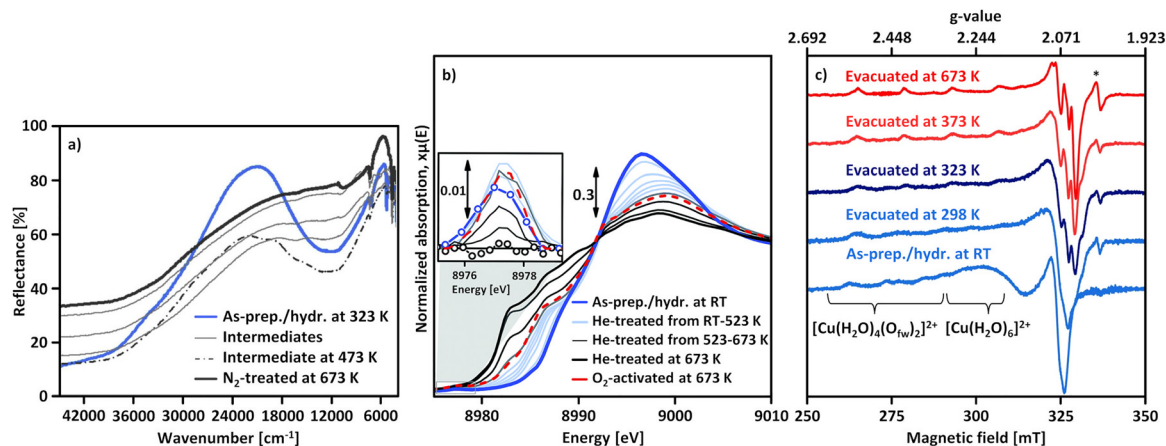 a)
100
80
60
40
20
0
Reflectance [%]
42000 36000 30000 24000 18000 12000 6000
Wavenumber [cm⁻¹]
As-prep./hydr. at 323 K
Intermediates
Intermediate at 473 K
N₂-treated at 673 K
b)
Normalized absorption, xμ(E)
0.01
8976 8978
Energy [eV]
0.3
As-prep./hydr. at RT
He-treated from RT-523 K
He-treated from 523-673 K
He-treated at 673 K
O₂-activated at 673 K
8980 8990 9000 9010
Energy [eV]
g-value
2.692 2.448 2.244 2.071 1.923
c)
Evacuated at 673 K
*
Evacuated at 373 K
Evacuated at 323 K
Evacuated at 298 K
As-prep./hydr. at RT
[Cu(H₂O)₄(O_fw)₂]²⁺ [Cu(H₂O)₆]²⁺
250 275 300 325 350
Magnetic field [mT]